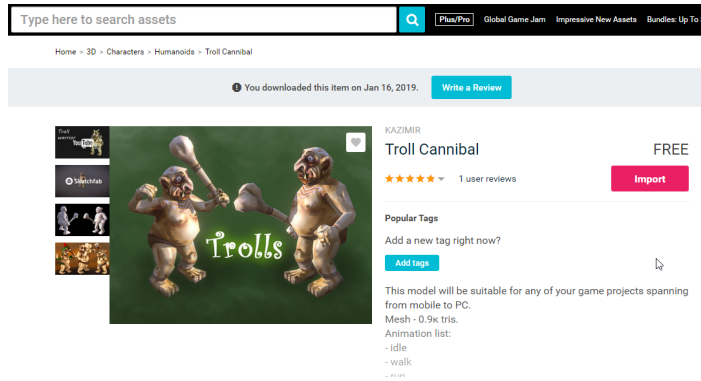 Type here to search assets
Plus/Pro Global Game Jam Impressive New Assets Bundles: Up To
Home > 3D > Characters > Humanoids > Troll Cannibal
You downloaded this item on Jan 16, 2019. Write a Review
Troll
warrior
YouTube
Sketchfab
Trolls
KAZIMIR
Troll Cannibal FREE
1 user reviews Import
Popular Tags
Add a new tag right now?
Add tags
This model will be suitable for any of your game projects spanning
from mobile to PC.
Mesh - 0.9к tris.
Animation list:
- idle
- walk
- run